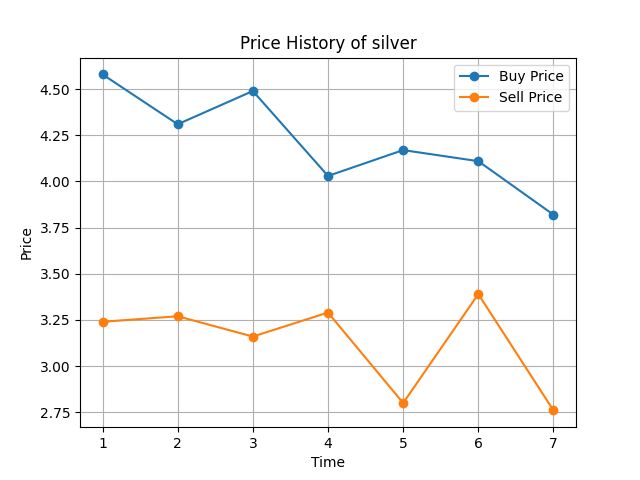 Price History of silver
Buy Price
Sell Price
4.50
4.25
4.00
3.75
3.50
3.25
3.00
2.75
Price
1 2 3 4 5 6 7
Time